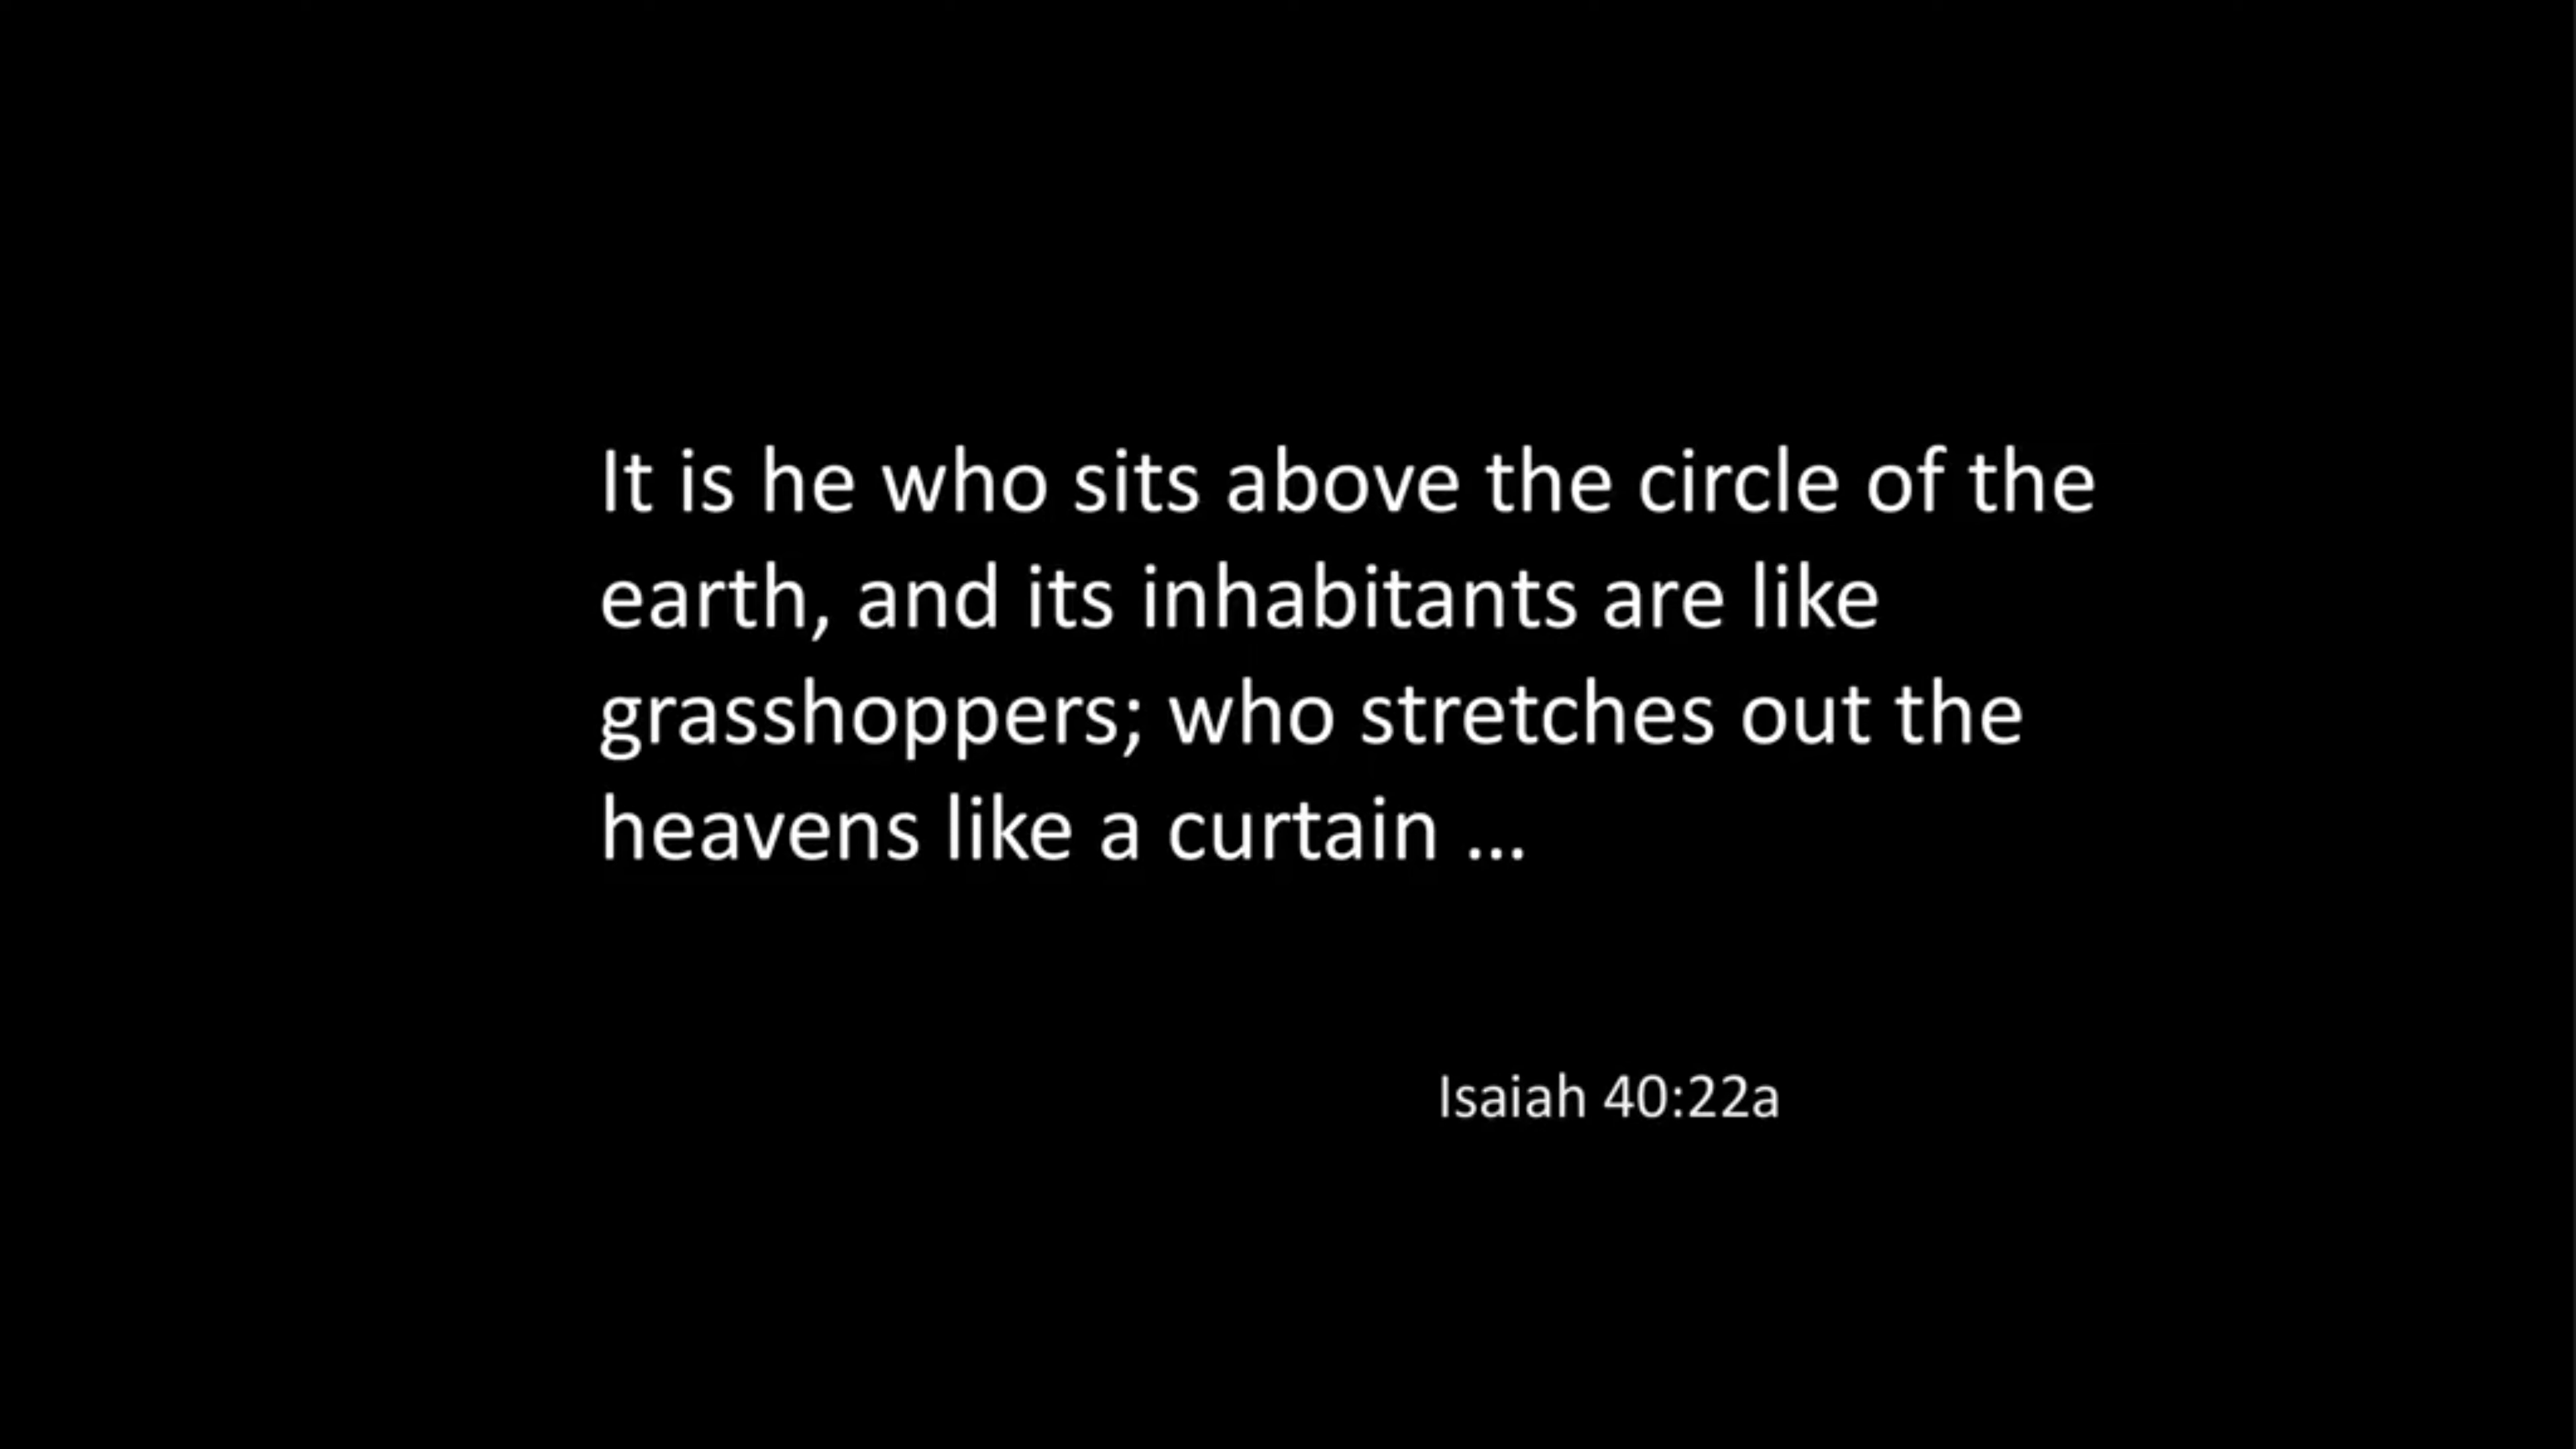 It is he who sits above the circle of the
earth, and its inhabitants are like
grasshoppers; who stretches out the
heavens like a curtain ...
Isaiah 40:22a